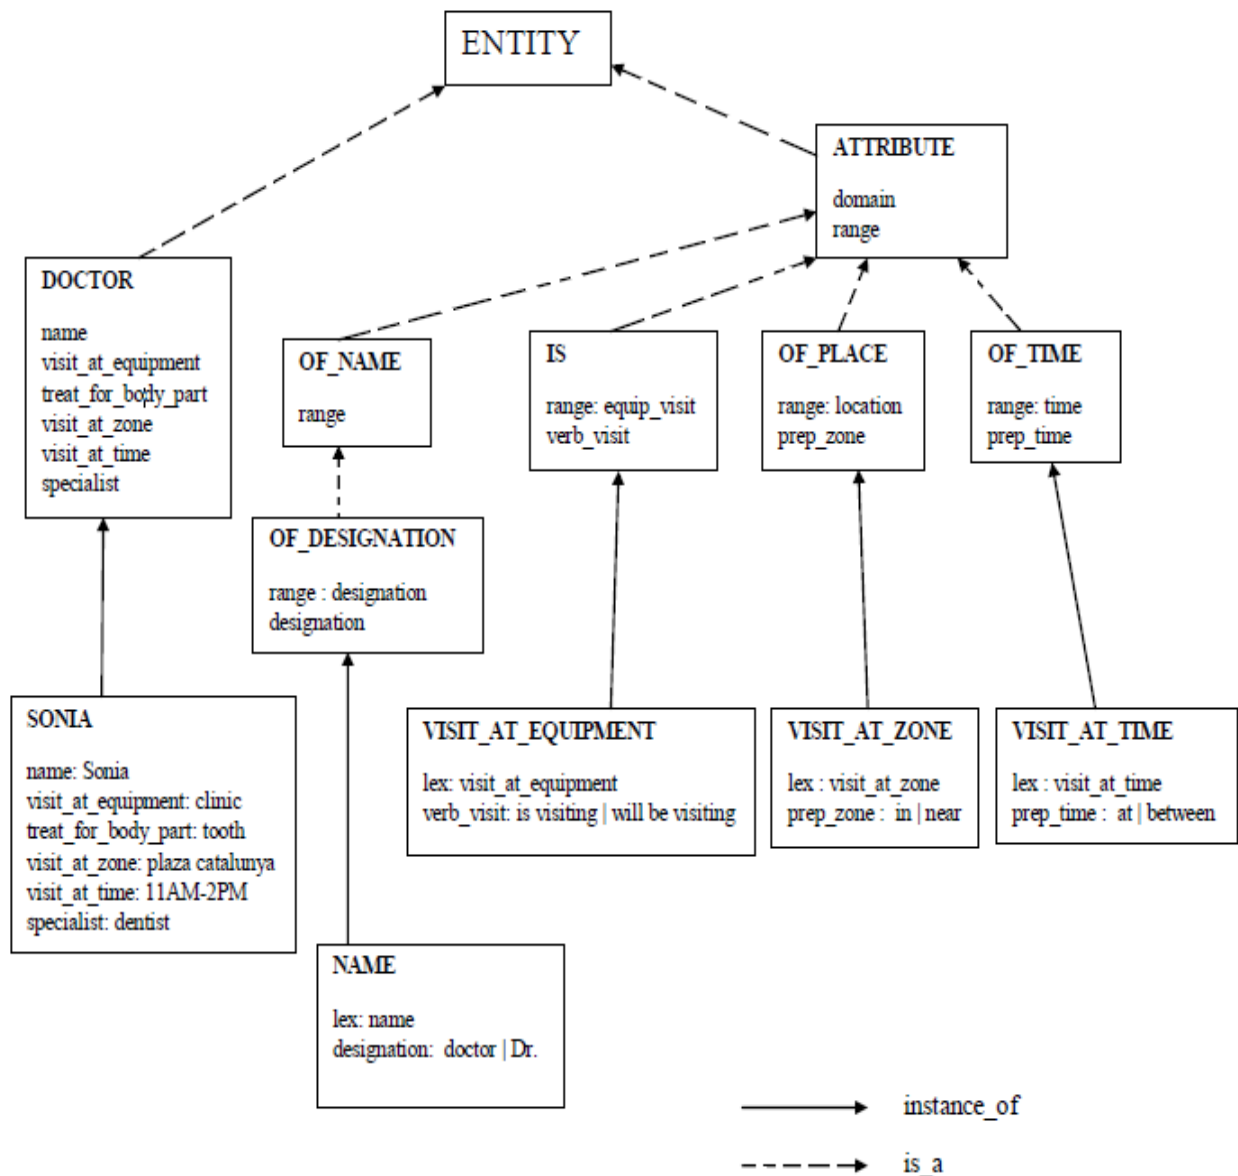 ENTITY
ATTRIBUTE
domain
range
DOCTOR
name
visit_at_equipment
treat_for_body_part
visit_at_zone
visit_at_time
specialist
OF_NAME
range
IS
range: equip_visit
verb_visit
OF_PLACE
range: location
prep_zone
OF_TIME
range: time
prep_time
OF_DESIGNATION
range : designation
designation
SONIA
name: Sonia
visit_at_equipment: clinic
treat_for_body_part: tooth
visit_at_zone: plaza catalunya
visit_at_time: 11AM-2PM
specialist: dentist
VISIT_AT_EQUIPMENT
lex: visit_at_equipment
verb_visit: is visiting | will be visiting
VISIT_AT_ZONE
lex : visit_at_zone
prep_zone : in | near
VISIT_AT_TIME
lex : visit_at_time
prep_time : at | between
NAME
lex: name
designation: doctor | Dr.
instance_of
is_a